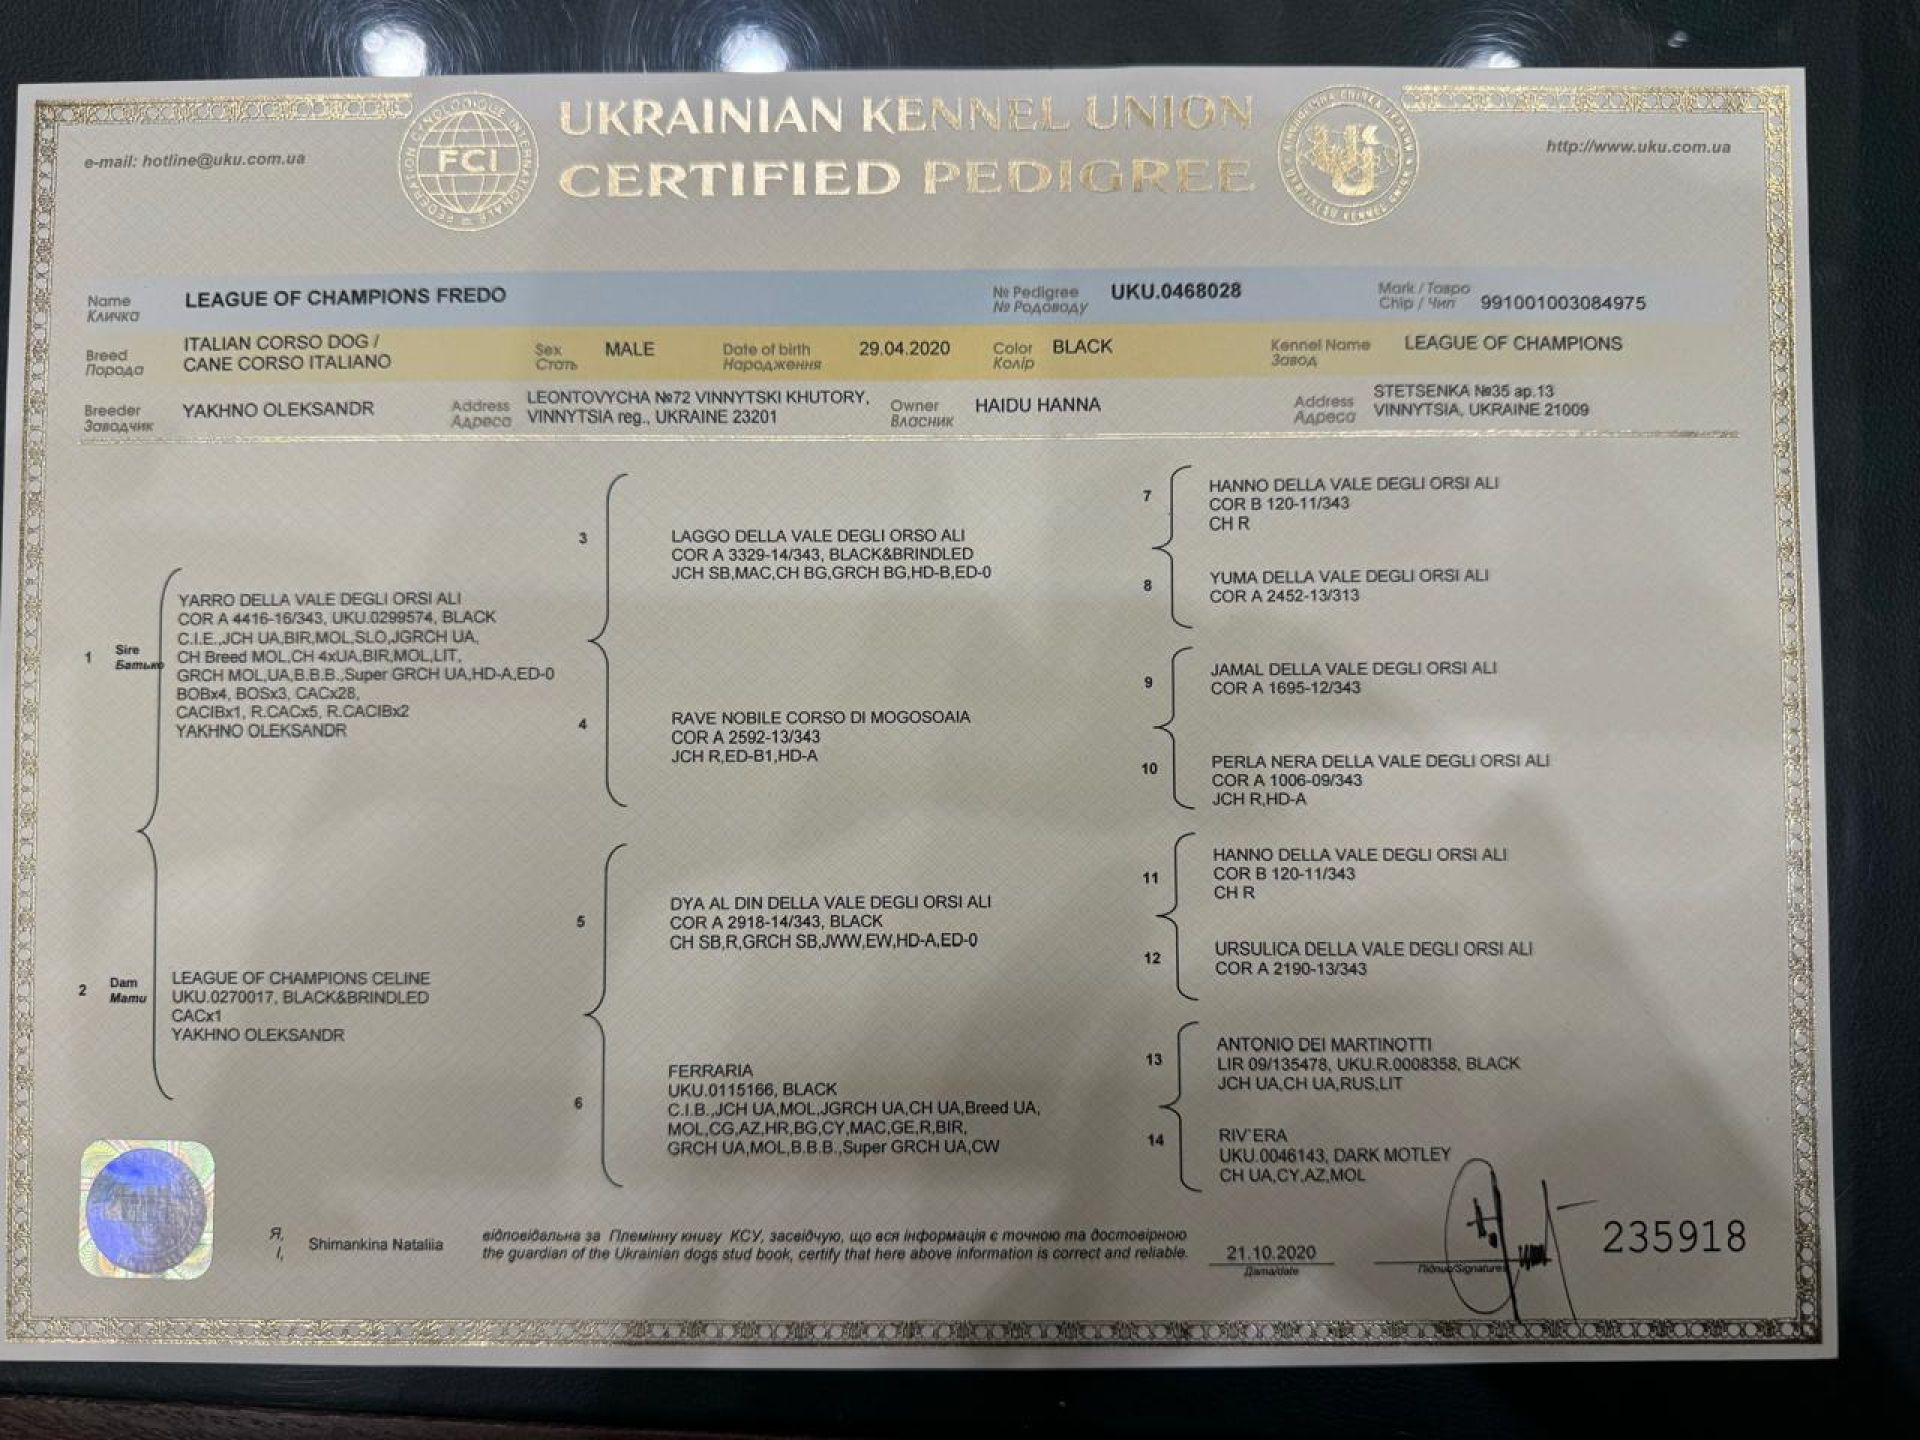 UKRAINIAN KENNEL UNION
CERTIFIED PEDIGREE
e-mail: hotline@uku.com.ua
FCI
http://www.uku.com.ua
Name
Кличка
LEAGUE OF CHAMPIONS FREDO
№ Pedigree
№ Родоводу
UKU.0468028
Mark / Тавро
Chip / Чип
991001003084975
Breed
Порода
ITALIAN CORSO DOG /
CANE CORSO ITALIANO
Sex
Стать
MALE
Date of birth
Народження
29.04.2020
Color
Колір
BLACK
Kennel Name
Завод
LEAGUE OF CHAMPIONS
Breeder
Заводчик
YAKHNO OLEKSANDR
Address
Адреса
LEONTOVYCHA №72 VINNYTSKI KHUTORY,
VINNYTSIA reg., UKRAINE 23201
Owner
Власник
HAIDU HANNA
Address
Адреса
STETSENKA №35 ap.13
VINNYTSIA, UKRAINE 21009
1
Sire
Батько
YARRO DELLA VALE DEGLI ORSI ALI
COR A 4416-16/343, UKU.0299574, BLACK
C.I.E.,JCH UA,BIR,MOL,SLO,JGRCH UA,
CH Breed MOL,CH 4xUA,BIR,MOL,LIT,
GRCH MOL,UA,B.B.B.,Super GRCH UA,HD-A,ED-0
BOBx4, BOSx3, CACx28,
CACIBx1, R.CACx5, R.CACIBx2
YAKHNO OLEKSANDR
2
Dam
Мати
LEAGUE OF CHAMPIONS CELINE
UKU.0270017, BLACK&BRINDLED
CACx1
YAKHNO OLEKSANDR
3
LAGGO DELLA VALE DEGLI ORSO ALI
COR A 3329-14/343, BLACK&BRINDLED
JCH SB,MAC,CH BG,GRCH BG,HD-B,ED-0
4
RAVE NOBILE CORSO DI MOGOSOAIA
COR A 2592-13/343
JCH R,ED-B1,HD-A
5
DYA AL DIN DELLA VALE DEGLI ORSI ALI
COR A 2918-14/343, BLACK
CH SB,R,GRCH SB,JWW,EW,HD-A,ED-0
6
FERRARIA
UKU.0115166, BLACK
C.I.B.,JCH UA,MOL,JGRCH UA,CH UA,Breed UA,
MOL,CG,AZ,HR,BG,CY,MAC,GE,R,BIR,
GRCH UA,MOL,B.B.B.,Super GRCH UA,CW
7
HANNO DELLA VALE DEGLI ORSI ALI
COR B 120-11/343
CH R
8
YUMA DELLA VALE DEGLI ORSI ALI
COR A 2452-13/313
9
JAMAL DELLA VALE DEGLI ORSI ALI
COR A 1695-12/343
10
PERLA NERA DELLA VALE DEGLI ORSI ALI
COR A 1006-09/343
JCH R,HD-A
11
HANNO DELLA VALE DEGLI ORSI ALI
COR B 120-11/343
CH R
12
URSULICA DELLA VALE DEGLI ORSI ALI
COR A 2190-13/343
13
ANTONIO DEI MARTINOTTI
LIR 09/135478, UKU.R.0008358, BLACK
JCH UA,CH UA,RUS,LIT
14
RIV'ERA
UKU.0046143, DARK MOTLEY
CH UA,CY,AZ,MOL
Я,
I,
Shimankina Nataliia
відповідальна за Племінну книгу КСУ, засвідчую, що вся інформація є точною та достовірною
the guardian of the Ukrainian dogs stud book, certify that here above information is correct and reliable.
21.10.2020
Дата/date
Підпис/Signatures
235918